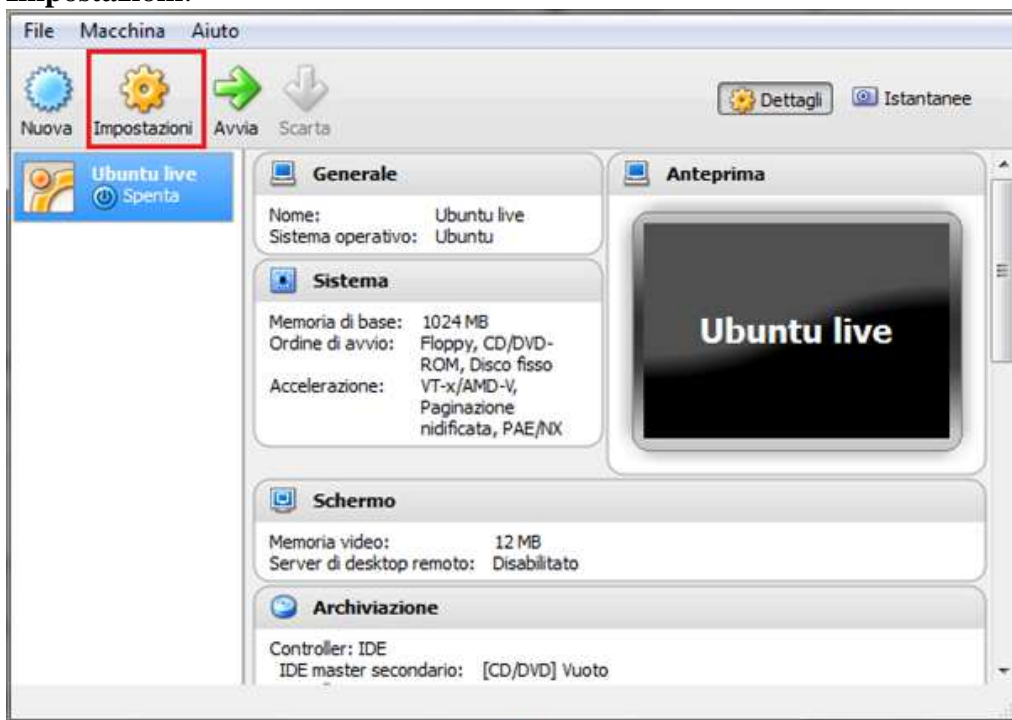 Impostazioni.
File Macchina Aiuto
Nuova Impostazioni Avvia Scarta
Dettagli Istantanee
Ubuntu live
Spenta
Generale
Nome: Ubuntu live
Sistema operativo: Ubuntu
Sistema
Memoria di base: 1024 MB
Ordine di avvio: Floppy, CD/DVD-
ROM, Disco fisso
Accelerazione: VT-x/AMD-V,
Paginazione
nidificata, PAE/NX
Anteprima
Ubuntu live
Schermo
Memoria video: 12 MB
Server di desktop remoto: Disabilitato
Archiviazione
Controller: IDE
IDE master secondario: [CD/DVD] Vuoto